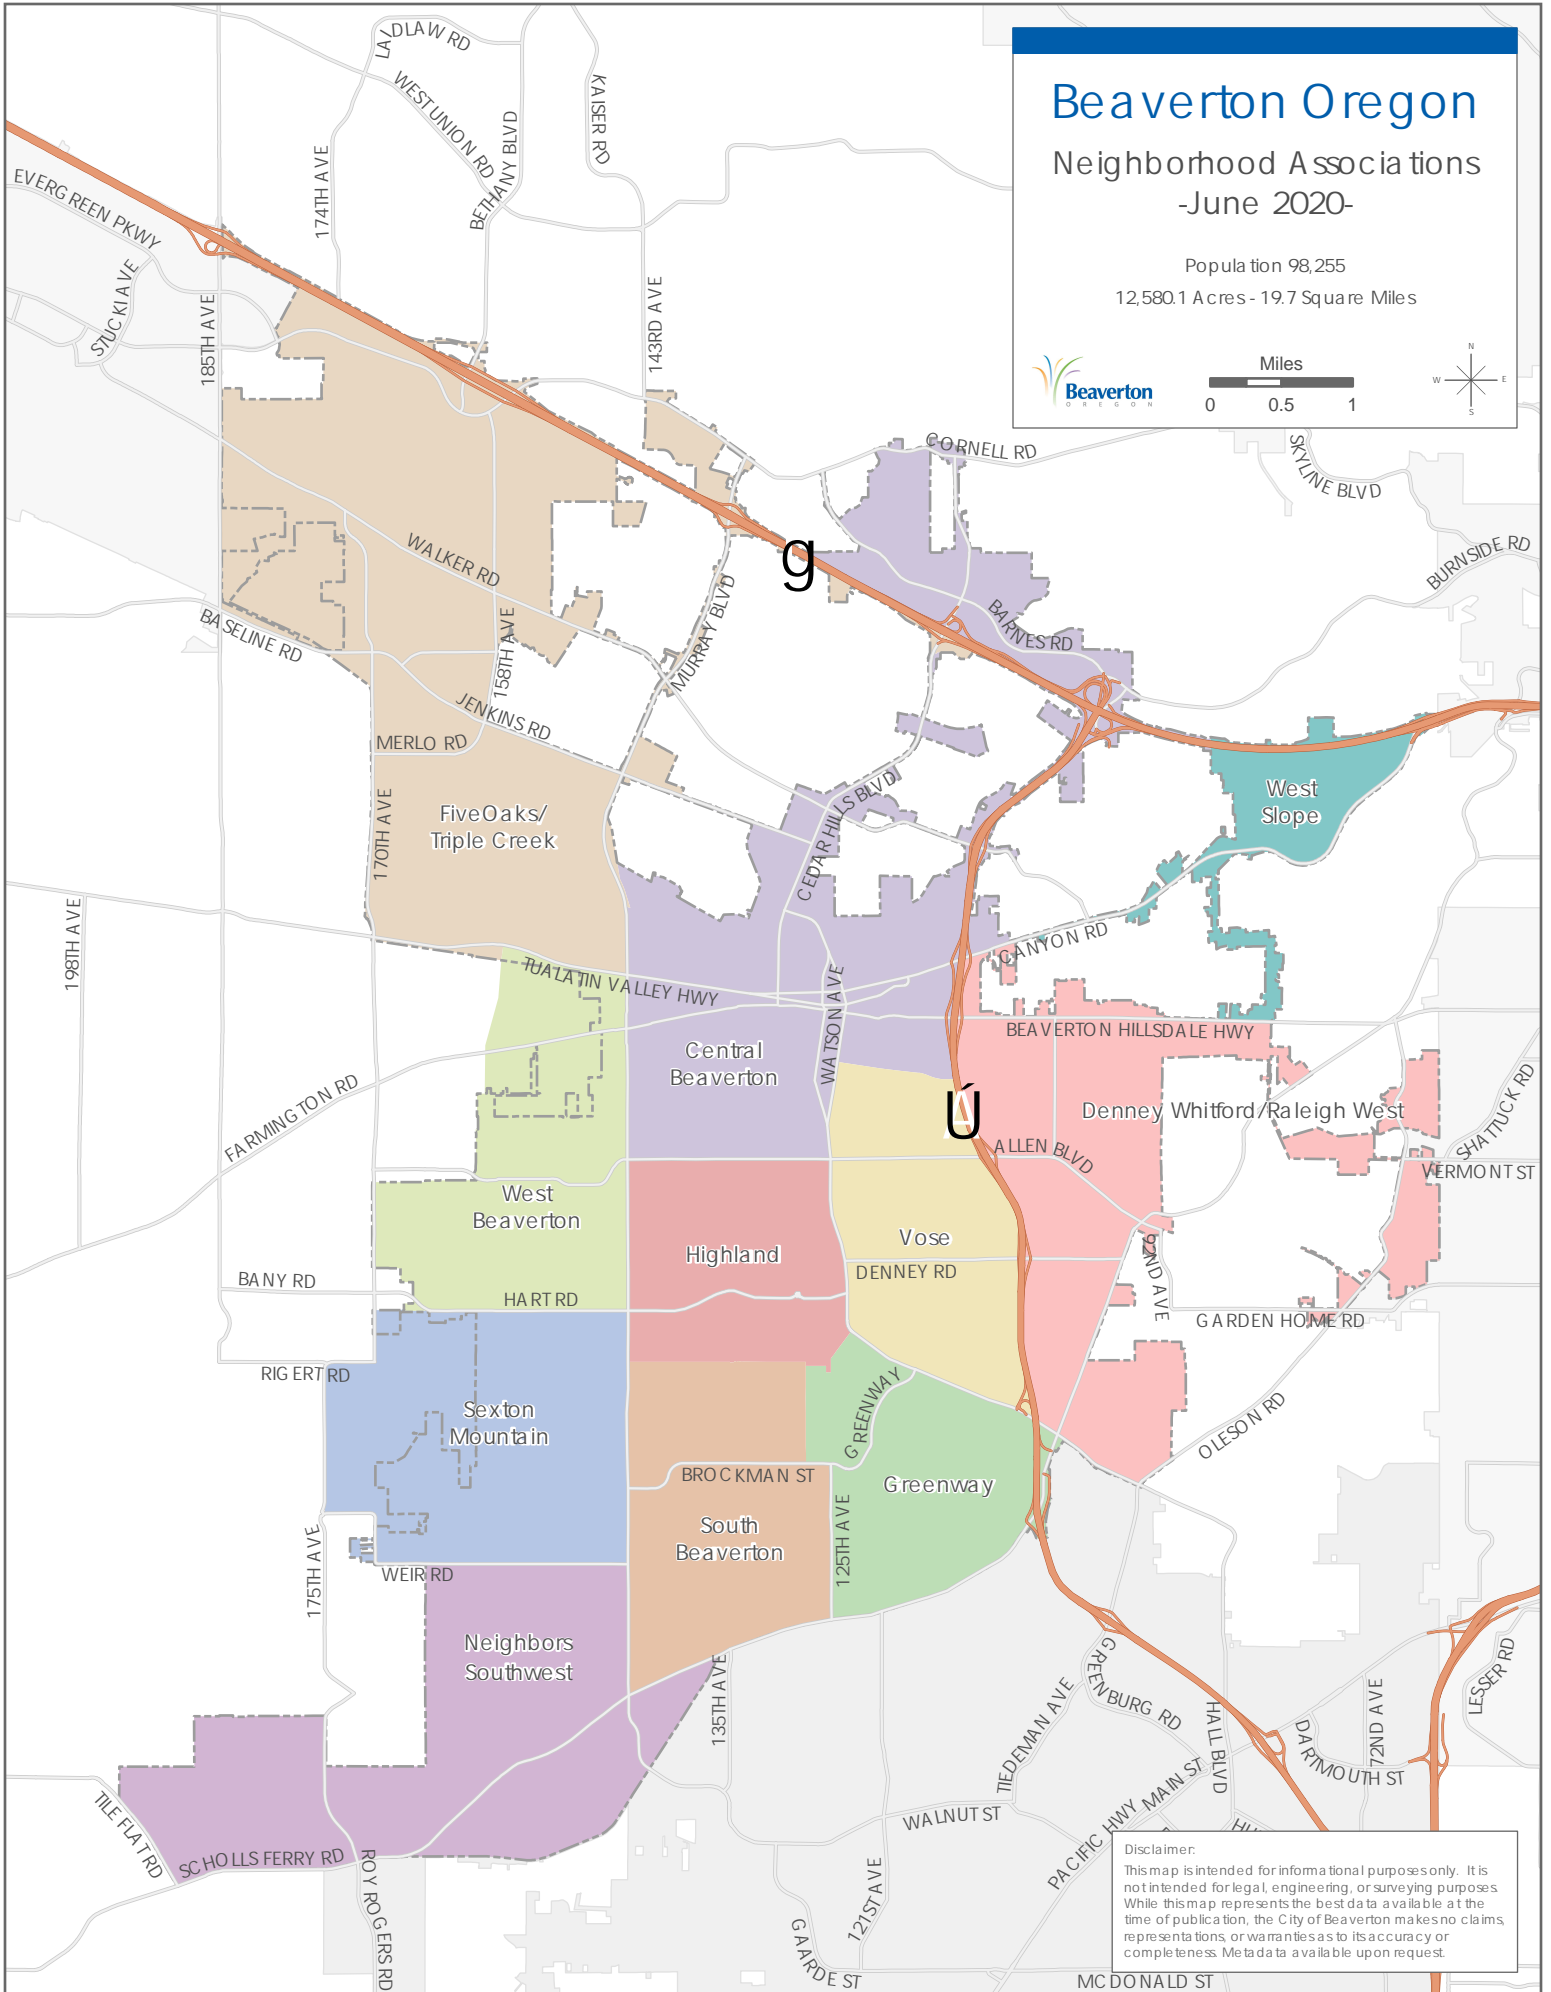 Beaverton Oregon
Neighborhood Associations
-June 2020-
Population 98,255
12,580.1 Acres - 19.7 Square Miles
Miles
0 0.5 1
Beaverton
OREGON
N
W E
S
LAIDLAW RD
WEST UNION RD
KAISER RD
BETHANY BLVD
174TH AVE
EVERGREEN PKWY
STUCKI AVE
185TH AVE
143RD AVE
CORNELL RD
SKYLINE BLVD
BURNSIDE RD
WALKER RD
g
MURRAY BLVD
BARNES RD
BASELINE RD
158TH AVE
JENKINS RD
MERLO RD
170TH AVE
Five Oaks/
Triple Creek
CEDAR HILLS BLVD
West
Slope
198TH AVE
CANYON RD
TUALATIN VALLEY HWY
WATSON AVE
BEAVERTON HILLSDALE HWY
Central
Beaverton
FARMINGTON RD
Ú
Denney Whitford/Raleigh West
SHATTUCK RD
ALLEN BLVD
VERMONT ST
West
Beaverton
Highland
Vose
DENNEY RD
92ND AVE
BANY RD
HART RD
GARDEN HOME RD
RIGERT RD
Sexton
Mountain
GREENWAY
OLESON RD
BROCKMAN ST
Greenway
South
Beaverton
125TH AVE
175TH AVE
WEIR RD
Neighbors
Southwest
135TH AVE
GREENBURG RD
TIEDEMAN AVE
HALL BLVD
72ND AVE
LESSER RD
DARTMOUTH ST
MAIN ST
PACIFIC HWY
WALNUT ST
TILE FLAT RD
SCHOLLS FERRY RD
ROY ROGERS RD
121ST AVE
GAARDE ST
MCDONALD ST
HU
Disclaimer:
This map is intended for informational purposes only. It is
not intended for legal, engineering, or surveying purposes.
While this map represents the best data available at the
time of publication, the City of Beaverton makes no claims,
representations, or warranties as to its accuracy or
completeness. Metadata available upon request.